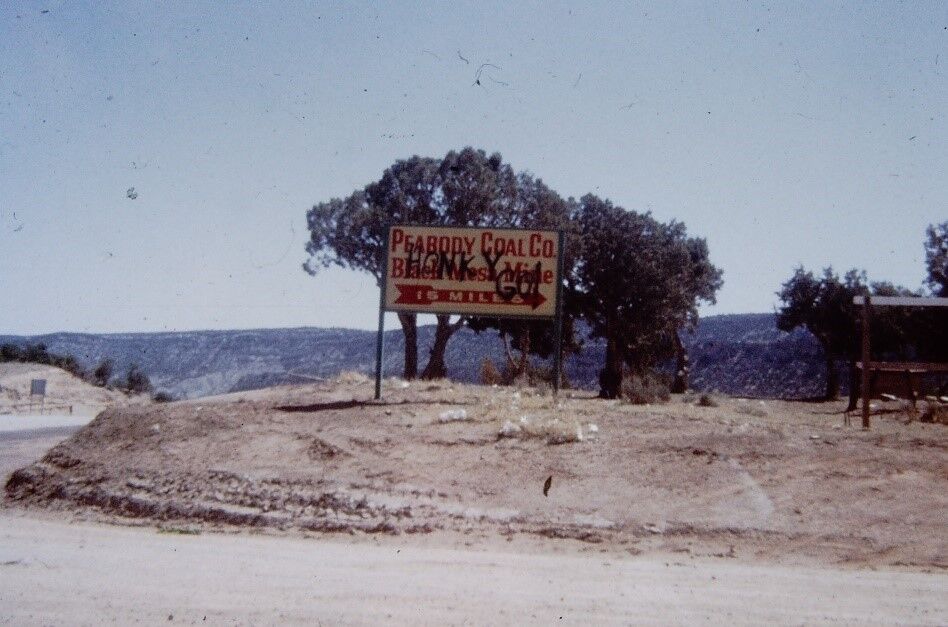 PEABODY COAL CO.
Black Mesa Mine
15 MILES
HONKY
GO!